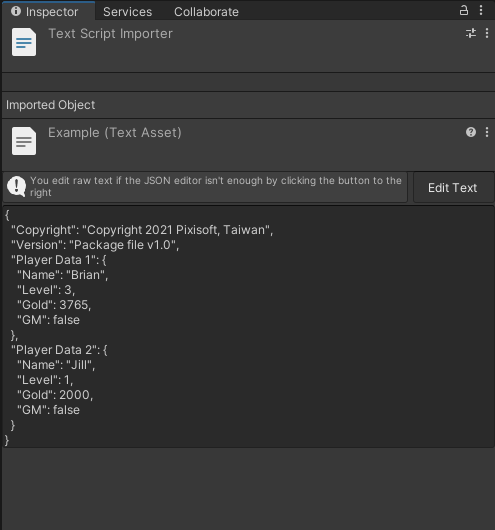 Inspector Services Collaborate
Text Script Importer
Imported Object
Example (Text Asset)
You edit raw text if the JSON editor isn't enough by clicking the button to the
right
Edit Text
{
"Copyright": "Copyright 2021 Pixisoft, Taiwan",
"Version": "Package file v1.0",
"Player Data 1": {
"Name": "Brian",
"Level": 3,
"Gold": 3765,
"GM": false
},
"Player Data 2": {
"Name": "Jill",
"Level": 1,
"Gold": 2000,
"GM": false
}
}